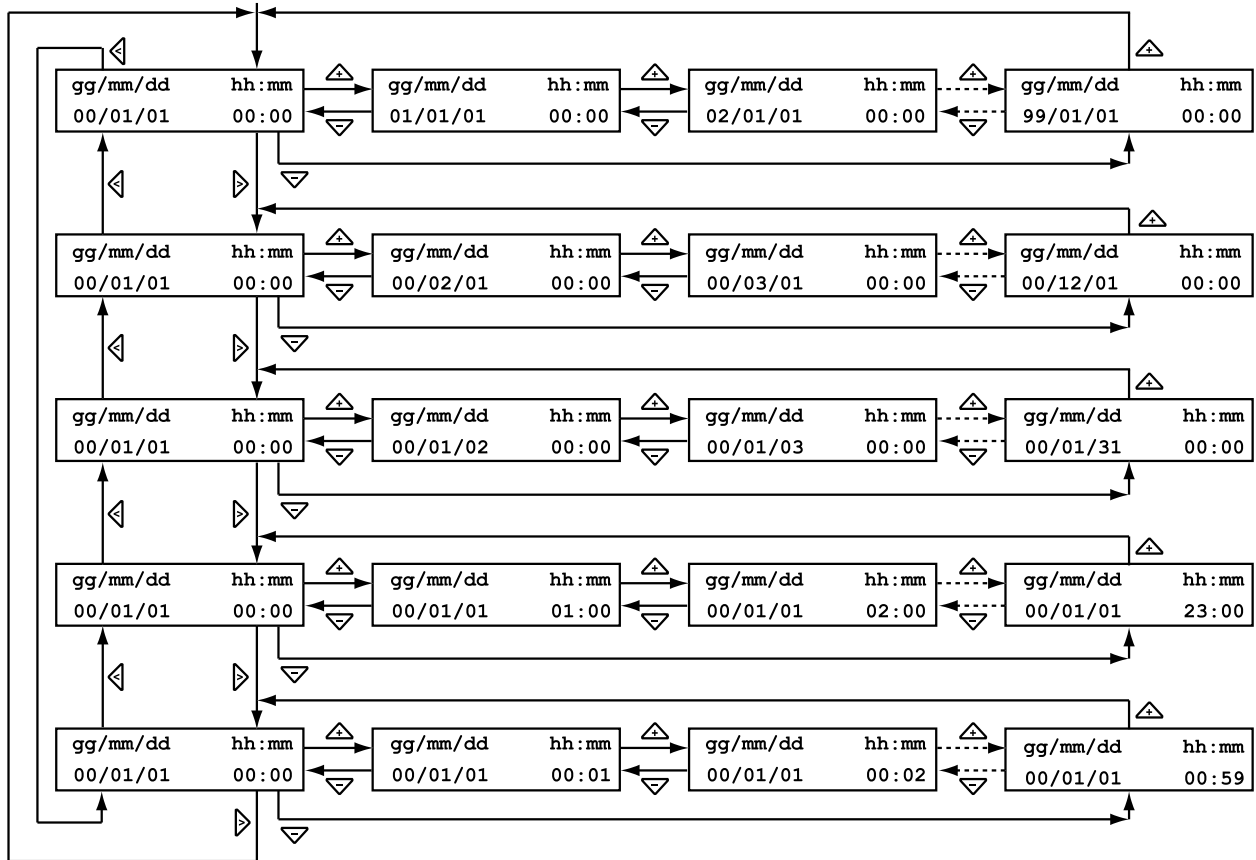 gg/mm/dd hh:mm
00/01/01 00:00
gg/mm/dd hh:mm
01/01/01 00:00
gg/mm/dd hh:mm
02/01/01 00:00
gg/mm/dd hh:mm
99/01/01 00:00
gg/mm/dd hh:mm
00/01/01 00:00
gg/mm/dd hh:mm
00/02/01 00:00
gg/mm/dd hh:mm
00/03/01 00:00
gg/mm/dd hh:mm
00/12/01 00:00
gg/mm/dd hh:mm
00/01/01 00:00
gg/mm/dd hh:mm
00/01/02 00:00
gg/mm/dd hh:mm
00/01/03 00:00
gg/mm/dd hh:mm
00/01/31 00:00
gg/mm/dd hh:mm
00/01/01 00:00
gg/mm/dd hh:mm
00/01/01 01:00
gg/mm/dd hh:mm
00/01/01 02:00
gg/mm/dd hh:mm
00/01/01 23:00
gg/mm/dd hh:mm
00/01/01 00:00
gg/mm/dd hh:mm
00/01/01 00:01
gg/mm/dd hh:mm
00/01/01 00:02
gg/mm/dd hh:mm
00/01/01 00:59